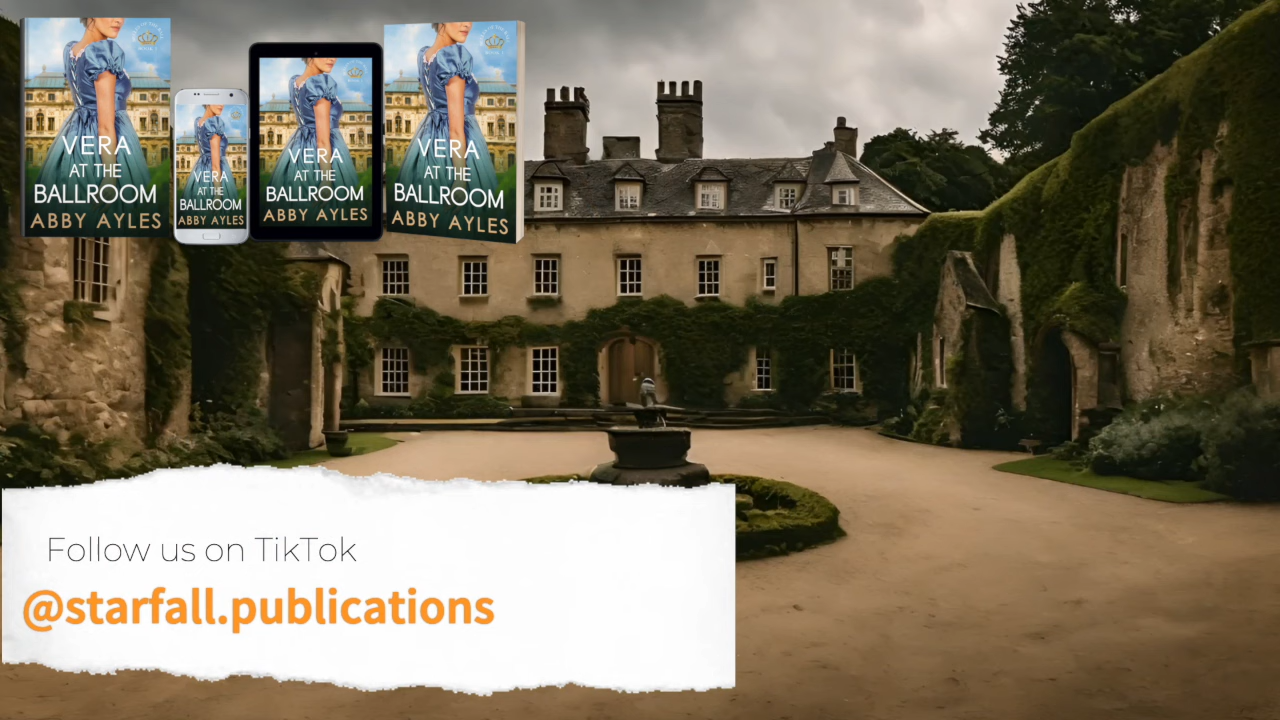 VERA
AT THE
BALLROOM
ABBY AYLES
VERA
AT THE
BALLROOM
ABBY AYLES
VERA
AT THE
BALLROOM
ABBY AYLES
VERA
AT THE
BALLROOM
ABBY AYLES
Follow us on TikTok
@starfall.publications